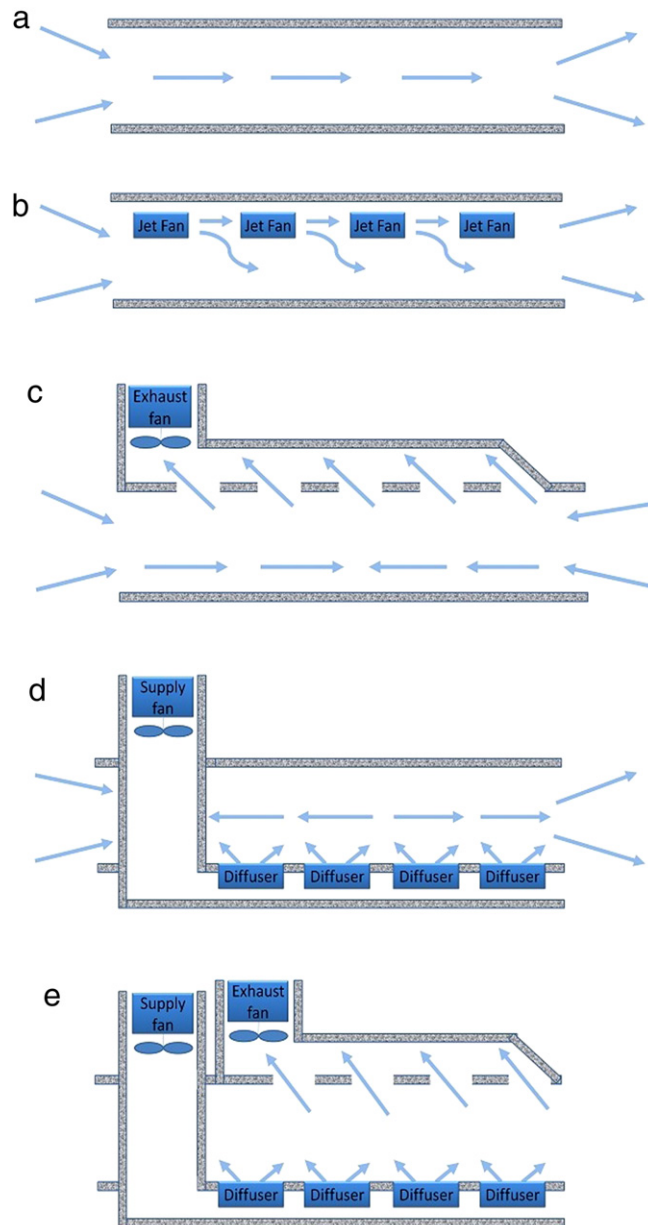 a
b
Jet Fan Jet Fan Jet Fan Jet Fan
c
Exhaust
fan
d
Supply
fan
Diffuser Diffuser Diffuser Diffuser
e
Supply
fan
Exhaust
fan
Diffuser Diffuser Diffuser Diffuser